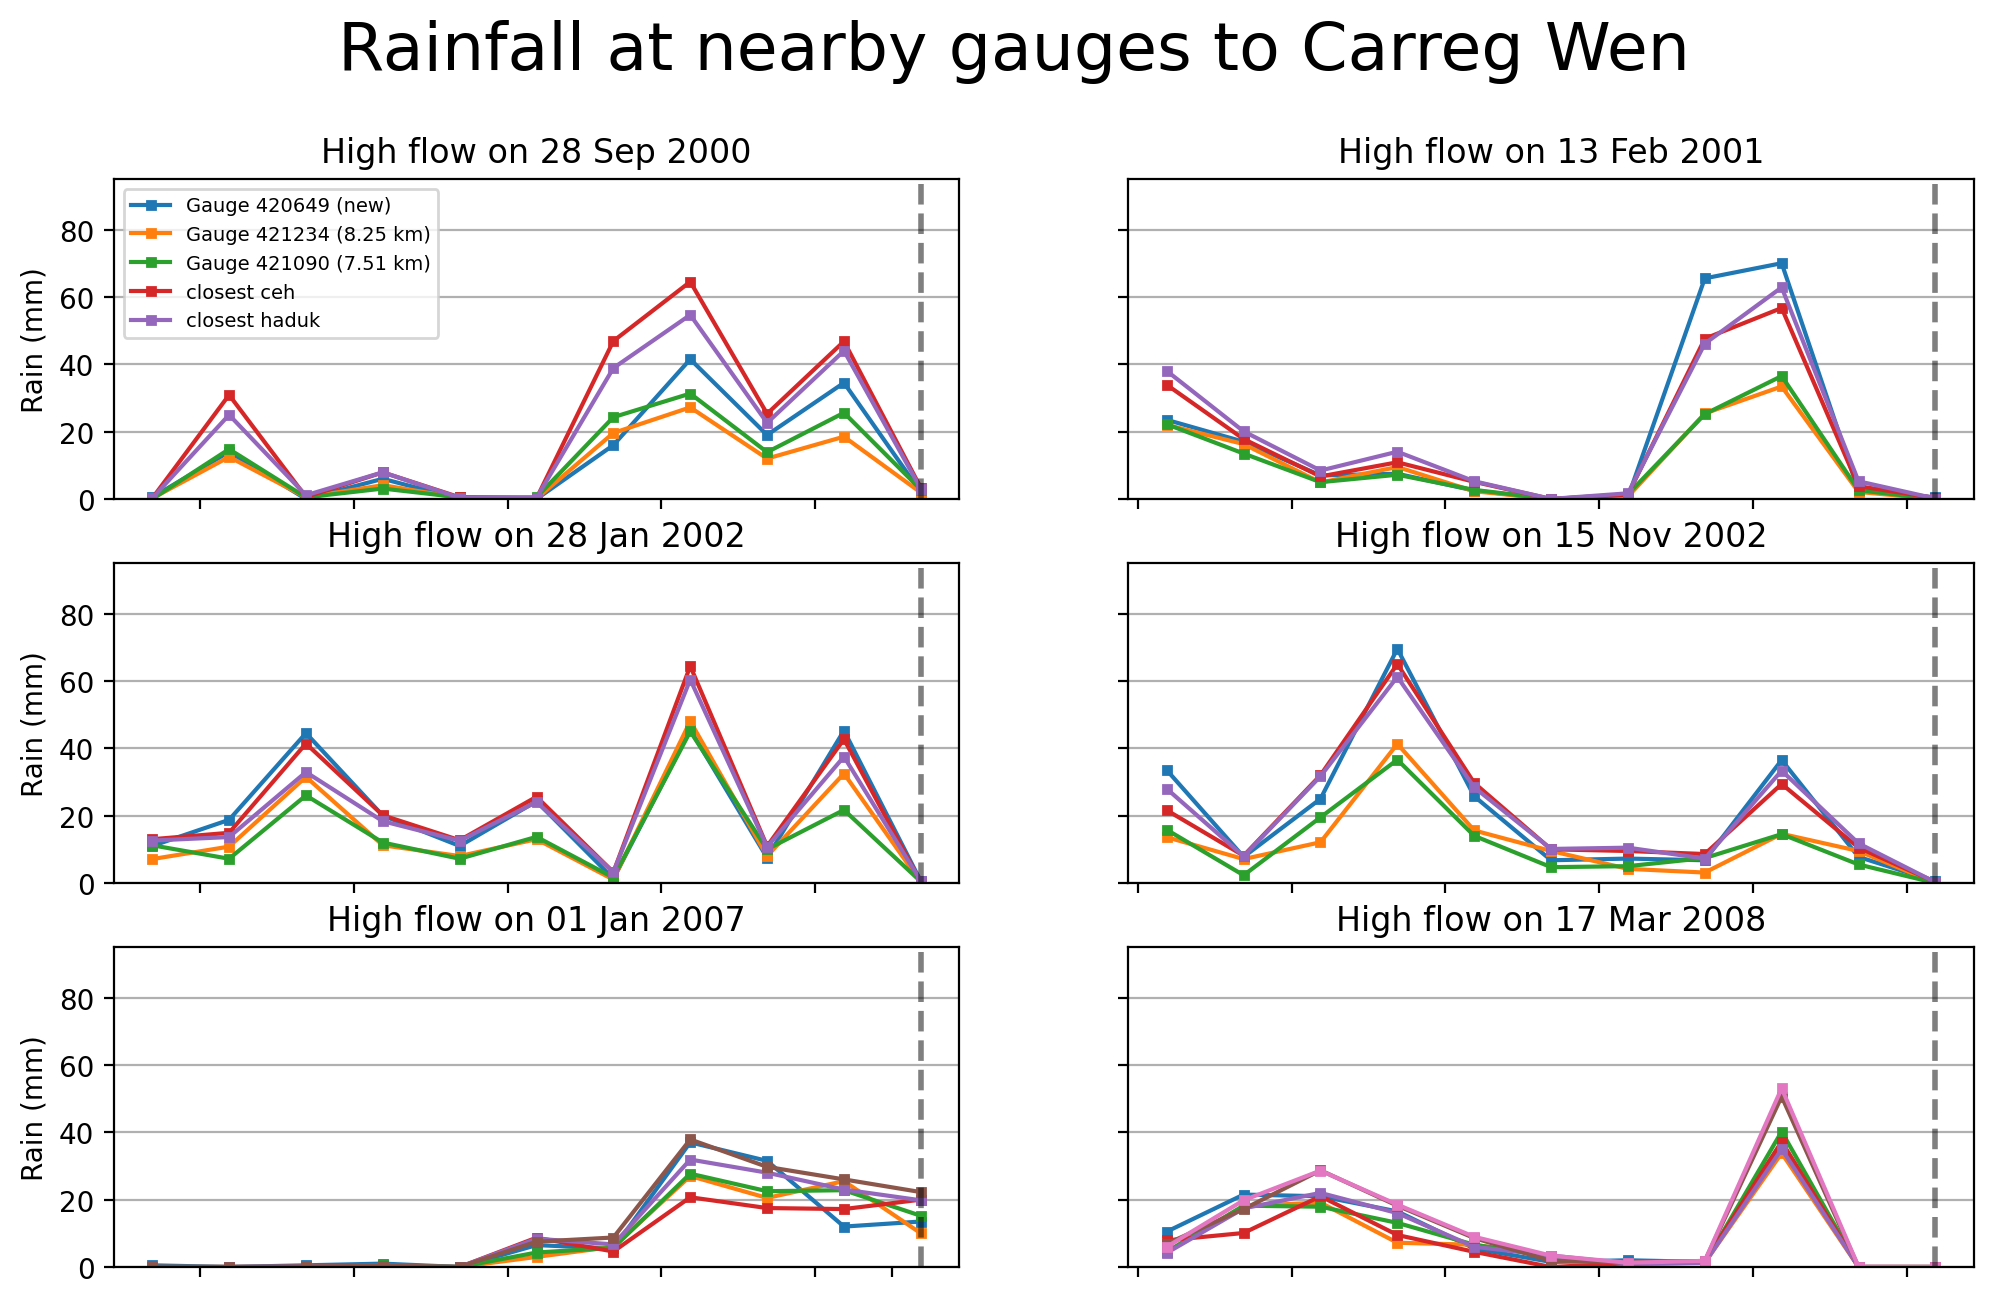 Rainfall at nearby gauges to Carreg Wen
High flow on 28 Sep 2000
High flow on 13 Feb 2001
Rain (mm)
80
60
40
20
0
Gauge 420649 (new)
Gauge 421234 (8.25 km)
Gauge 421090 (7.51 km)
closest ceh
closest haduk
High flow on 28 Jan 2002
High flow on 15 Nov 2002
Rain (mm)
80
60
40
20
0
High flow on 01 Jan 2007
High flow on 17 Mar 2008
Rain (mm)
80
60
40
20
0